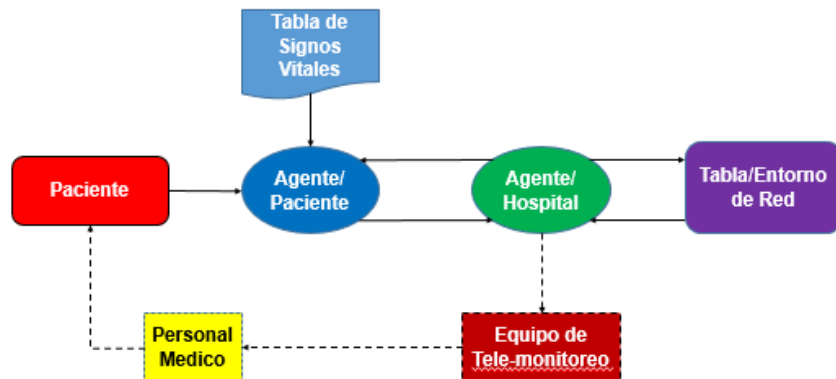 Tabla de
Signos
Vitales
Paciente
Agente/
Paciente
Agente/
Hospital
Tabla/Entorno
de Red
Personal
Medico
Equipo de
Tele-monitoreo